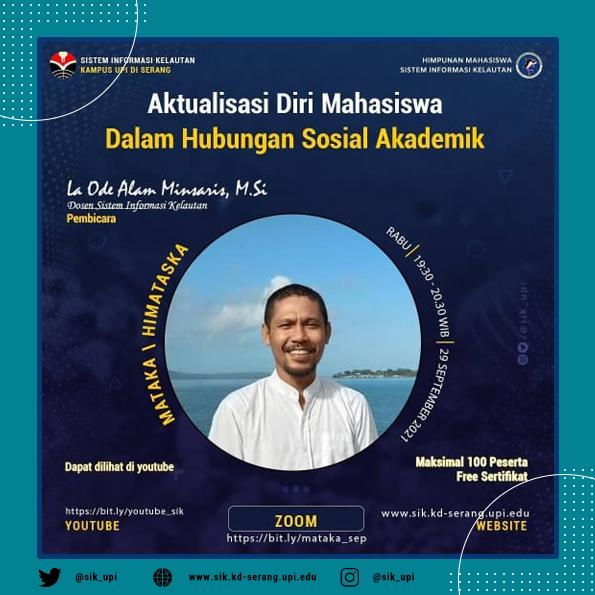 SISTEM INFORMASI KELAUTAN
KAMPUS UPI DI SERANG
HIMPUNAN MAHASISWA
SISTEM INFORMASI KELAUTAN
Aktualisasi Diri Mahasiswa
Dalam Hubungan Sosial Akademik
La Ode Alam Minsaris, M.Si
Dosen Sistem Informasi Kelautan
Pembicara
MATAKA \ HIMATASKA
RABU | 19:30 - 20.30 WIB | 29 SEPTEMBER 2021
@sik_upi
Dapat dilihat di youtube
Maksimal 100 Peserta
Free Sertifikat
https://bit.ly/youtube_sik
YOUTUBE
ZOOM
https://bit.ly/mataka_sep
www.sik.kd-serang.upi.edu
WEBSITE
@sik_upi
www.sik.kd-serang.upi.edu
@sik_upi